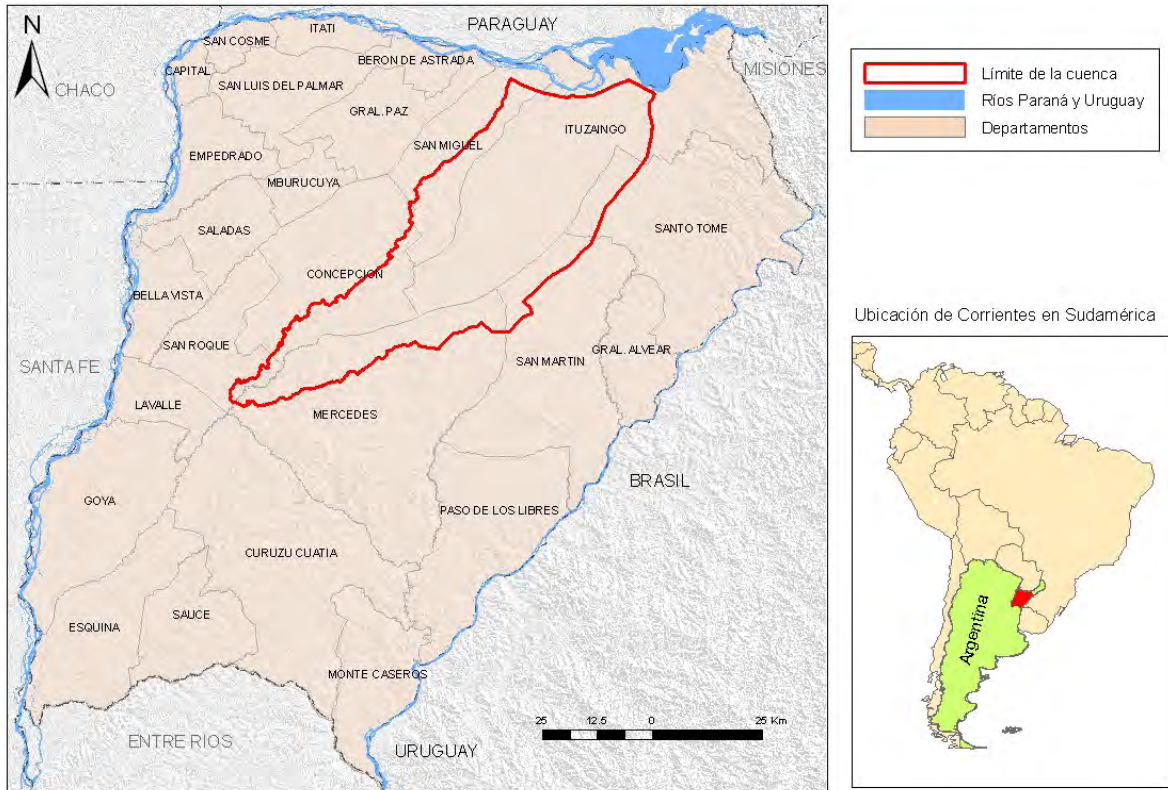 N
PARAGUAY
ITATI
SAN COSME
BERON DE ASTRADA
CAPITAL
MISIONES
CHACO
SAN LUIS DEL PALMAR
GRAL. PAZ
ITUZAINGO
SAN MIGUEL
EMPEDRADO
MBURUCUYA
SALADAS
SANTO TOME
CONCEPCION
BELLA VISTA
SAN ROQUE
GRAL. ALVEAR
SAN MARTIN
SANTA FE
LAVALLE
MERCEDES
BRASIL
GOYA
PASO DE LOS LIBRES
CURUZU CUATIA
SAUCE
ESQUINA
MONTE CASEROS
25 12.5 0 25 Km
ENTRE RIOS
URUGUAY
Límite de la cuenca
Ríos Paraná y Uruguay
Departamentos
Ubicación de Corrientes en Sudamérica
Argentina